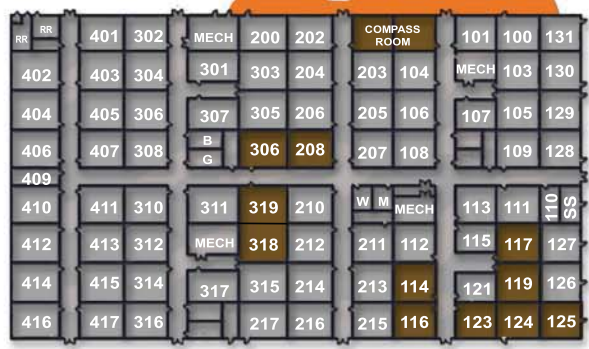 RR RR 401 302 MECH 200 202 COMPASS ROOM 101 100 131
402 403 304 301 303 204 203 104 MECH 103 130
404 405 306 307 305 206 205 106 107 105 129
406 407 308 B G 306 208 207 108 109 128
409
410 411 310 311 319 210 W M MECH 113 111 110 SS
412 413 312 MECH 318 212 211 112 115 117 127
414 415 314 317 315 214 213 114 121 119 126
416 417 316 217 216 215 116 123 124 125